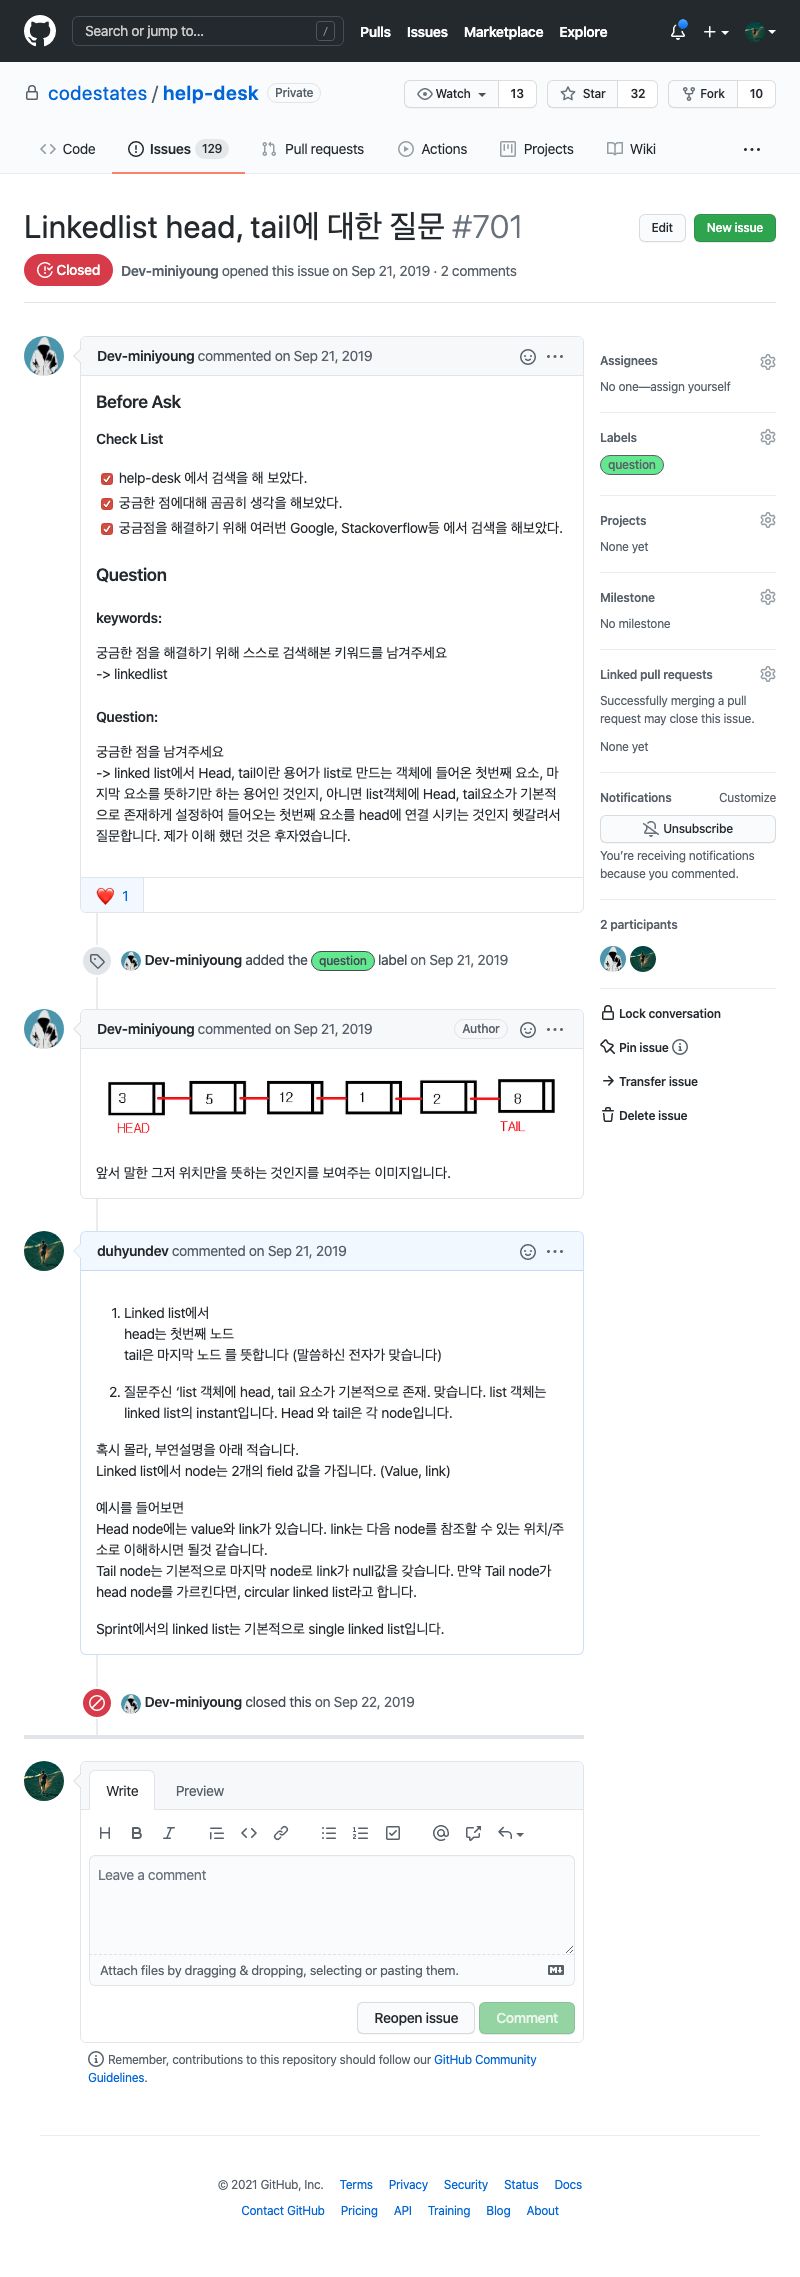 Search or jump to... /
Pulls Issues Marketplace Explore
codestates / help-desk Private
Watch 13 Star 32 Fork 10
Code Issues 129 Pull requests Actions Projects Wiki
Linkedlist head, tail에 대한 질문 #701
Edit New issue
Closed Dev-miniyoung opened this issue on Sep 21, 2019 · 2 comments
Dev-miniyoung commented on Sep 21, 2019
Before Ask
Check List
help-desk 에서 검색을 해 보았다.
궁금한 점에대해 곰곰히 생각을 해보았다.
궁금점을 해결하기 위해 여러번 Google, Stackoverflow등 에서 검색을 해보았다.
Question
keywords:
궁금한 점을 해결하기 위해 스스로 검색해본 키워드를 남겨주세요
-> linkedlist
Question:
궁금한 점을 남겨주세요
-> linked list에서 Head, tail이란 용어가 list로 만드는 객체에 들어온 첫번째 요소, 마
지막 요소를 뜻하기만 하는 용어인 것인지, 아니면 list객체에 Head, tail요소가 기본적
으로 존재하게 설정하여 들어오는 첫번째 요소를 head에 연결 시키는 것인지 헷갈려서
질문합니다. 제가 이해 했던 것은 후자였습니다.
❤️ 1
Dev-miniyoung added the question label on Sep 21, 2019
Dev-miniyoung commented on Sep 21, 2019 Author
3 5 12 1 2 8
HEAD TAIL
앞서 말한 그저 위치만을 뜻하는 것인지를 보여주는 이미지입니다.
duhyundev commented on Sep 21, 2019
1. Linked list에서
head는 첫번째 노드
tail은 마지막 노드 를 뜻합니다 (말씀하신 전자가 맞습니다)
2. 질문주신 ‘list 객체에 head, tail 요소가 기본적으로 존재. 맞습니다. list 객체는
linked list의 instant입니다. Head 와 tail은 각 node입니다.
혹시 몰라, 부연설명을 아래 적습니다.
Linked list에서 node는 2개의 field 값을 가집니다. (Value, link)
예시를 들어보면
Head node에는 value와 link가 있습니다. link는 다음 node를 참조할 수 있는 위치/주
소로 이해하시면 될것 같습니다.
Tail node는 기본적으로 마지막 node로 link가 null값을 갖습니다. 만약 Tail node가
head node를 가르킨다면, circular linked list라고 합니다.
Sprint에서의 linked list는 기본적으로 single linked list입니다.
Dev-miniyoung closed this on Sep 22, 2019
Write Preview
Leave a comment
Attach files by dragging & dropping, selecting or pasting them.
Reopen issue Comment
Remember, contributions to this repository should follow our GitHub Community
Guidelines.
Assignees
No one—assign yourself
Labels
question
Projects
None yet
Milestone
No milestone
Linked pull requests
Successfully merging a pull
request may close this issue.
None yet
Notifications Customize
Unsubscribe
You're receiving notifications
because you commented.
2 participants
Lock conversation
Pin issue
Transfer issue
Delete issue
© 2021 GitHub, Inc. Terms Privacy Security Status Docs
Contact GitHub Pricing API Training Blog About